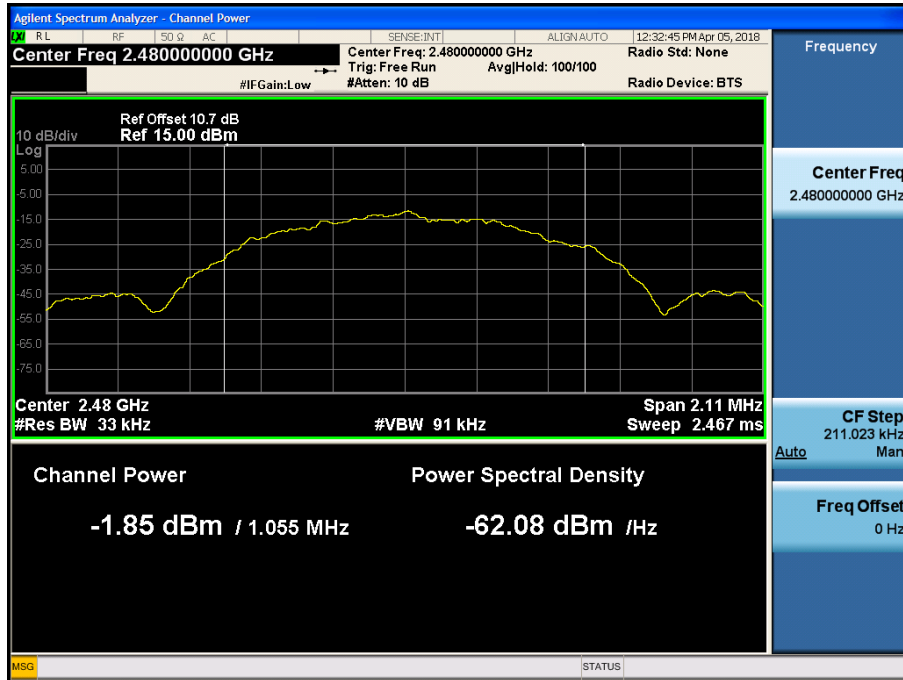 Agilent Spectrum Analyzer - Channel Power
LXI RL RF 50 Ω AC SENSE:INT ALIGNAUTO 12:32:45 PM Apr 05, 2018
Center Freq 2.480000000 GHz
Center Freq: 2.480000000 GHz Radio Std: None
Trig: Free Run Avg|Hold: 100/100
#IFGain:Low #Atten: 10 dB Radio Device: BTS
Ref Offset 10.7 dB
10 dB/div Ref 15.00 dBm
Log
5.00
-5.00
-15.0
-25.0
-35.0
-45.0
-55.0
-65.0
-75.0
Center 2.48 GHz Span 2.11 MHz
#Res BW 33 kHz #VBW 91 kHz Sweep 2.467 ms
Channel Power Power Spectral Density
-1.85 dBm / 1.055 MHz -62.08 dBm /Hz
Frequency
Center Freq
2.480000000 GHz
CF Step
211.023 kHz
Auto Man
Freq Offset
0 Hz
MSG STATUS